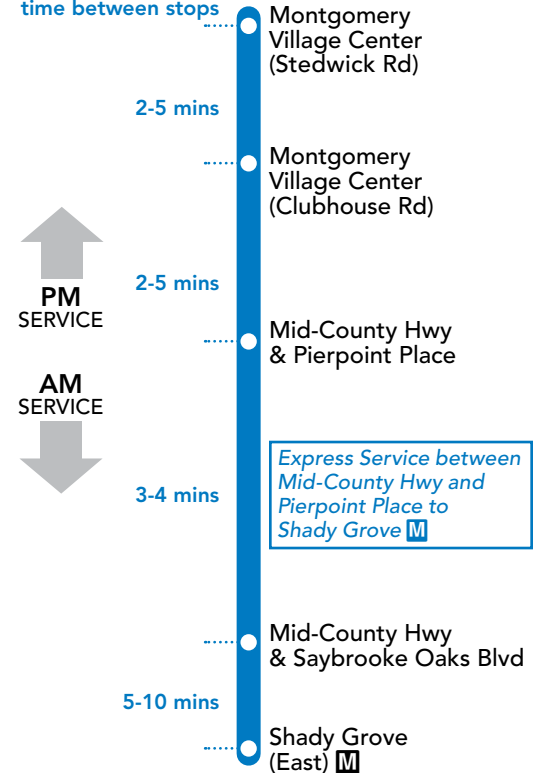 time between stops
Montgomery
Village Center
(Stedwick Rd)
2-5 mins
Montgomery
Village Center
(Clubhouse Rd)
2-5 mins
PM
SERVICE
Mid-County Hwy
& Pierpoint Place
AM
SERVICE
Express Service between
Mid-County Hwy and
Pierpoint Place to
Shady Grove M
3-4 mins
Mid-County Hwy
& Saybrooke Oaks Blvd
5-10 mins
Shady Grove
(East) M